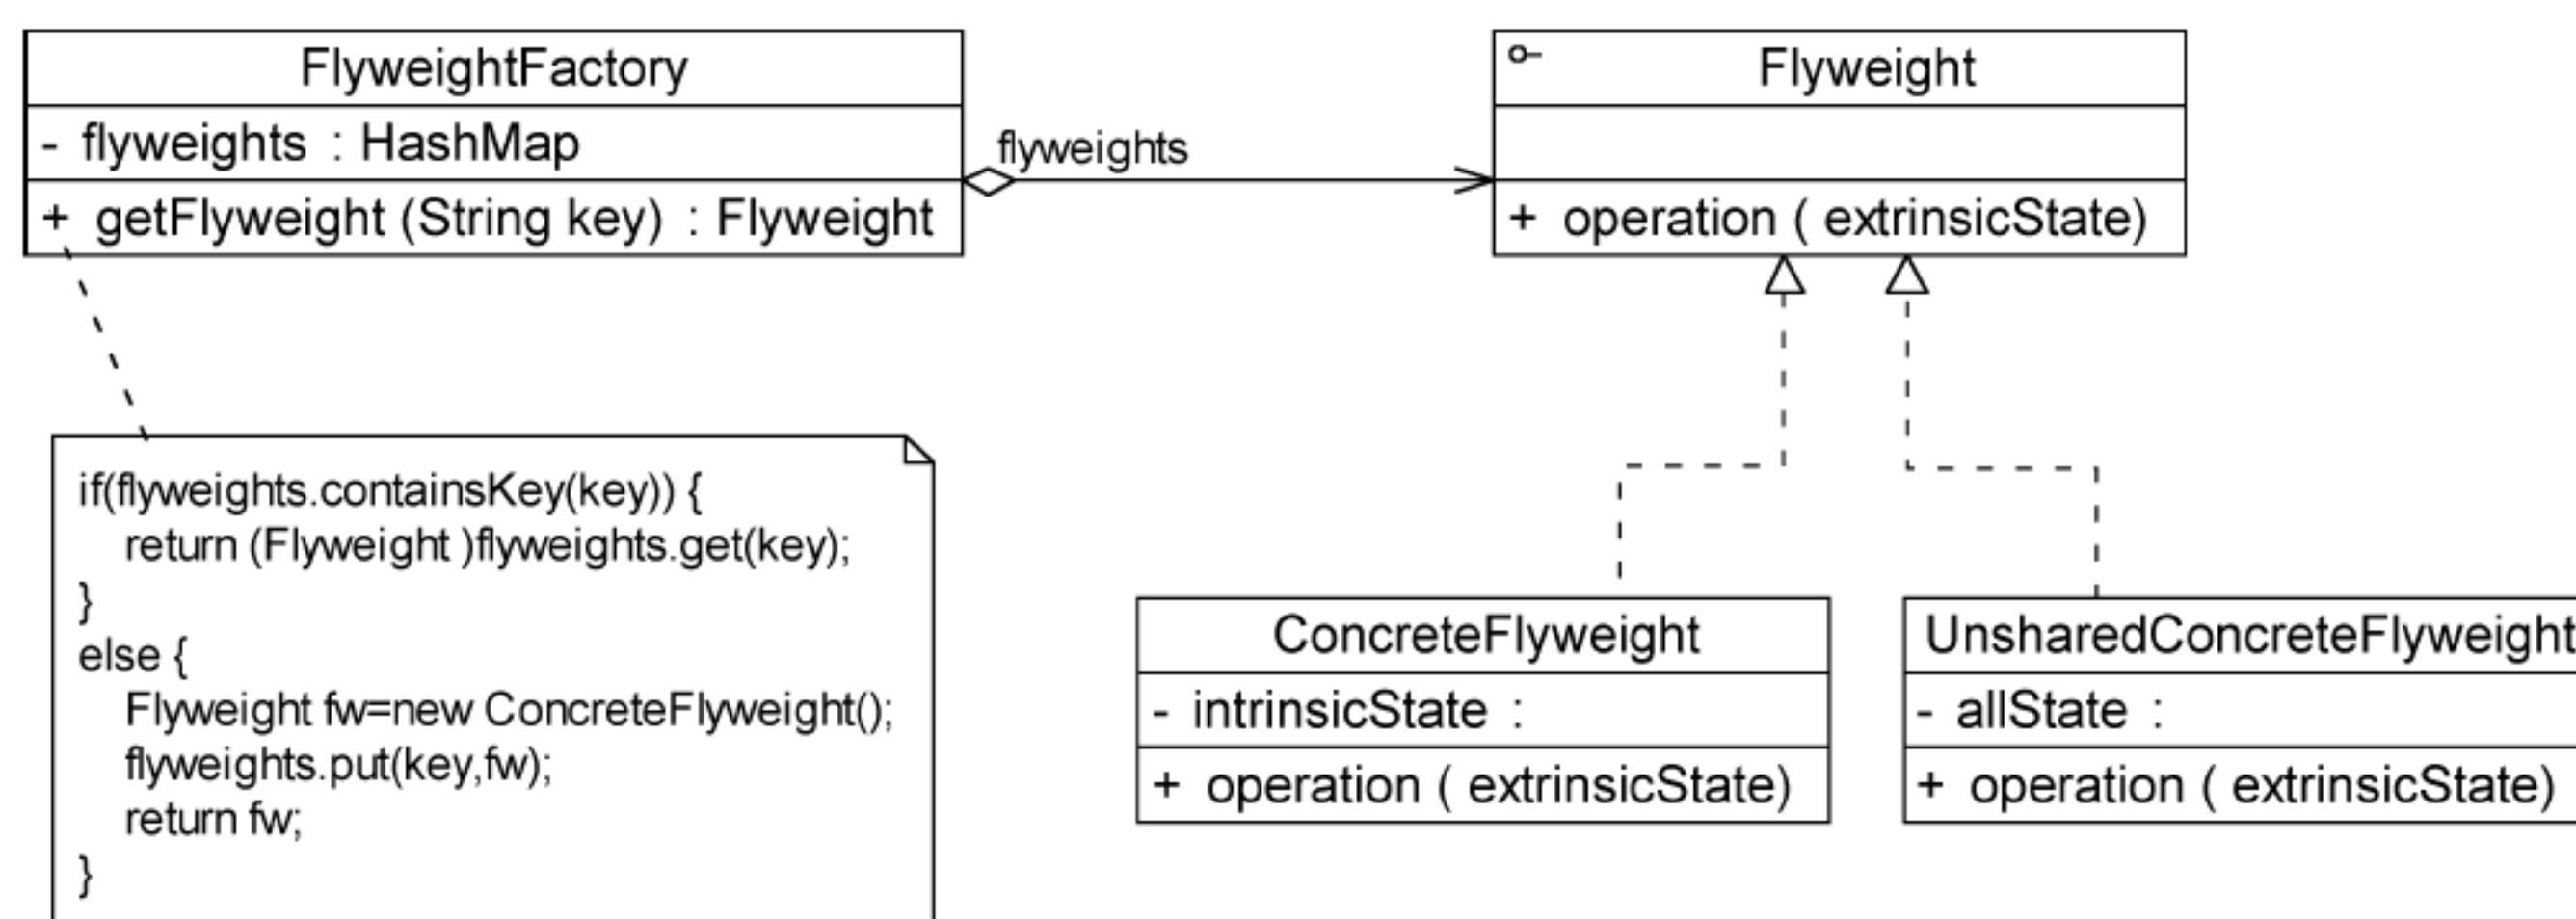 FlyweightFactory
- flyweights : HashMap
+ getFlyweight (String key) : Flyweight
flyweights
Flyweight
+ operation ( extrinsicState)
if(flyweights.containsKey(key)) {
return (Flyweight )flyweights.get(key);
}
else {
Flyweight fw=new ConcreteFlyweight();
flyweights.put(key,fw);
return fw;
}
ConcreteFlyweight
- intrinsicState :
+ operation ( extrinsicState)
UnsharedConcreteFlyweight
- allState :
+ operation ( extrinsicState)